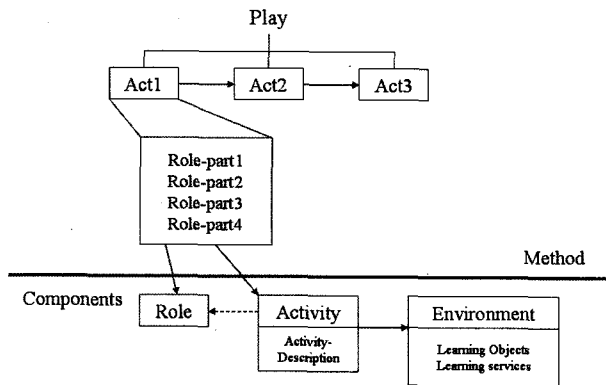 Play
Act1
Act2
Act3
Role-part1
Role-part2
Role-part3
Role-part4
Method
Components
Role
Activity
Activity-
Description
Environment
Learning Objects
Learning services